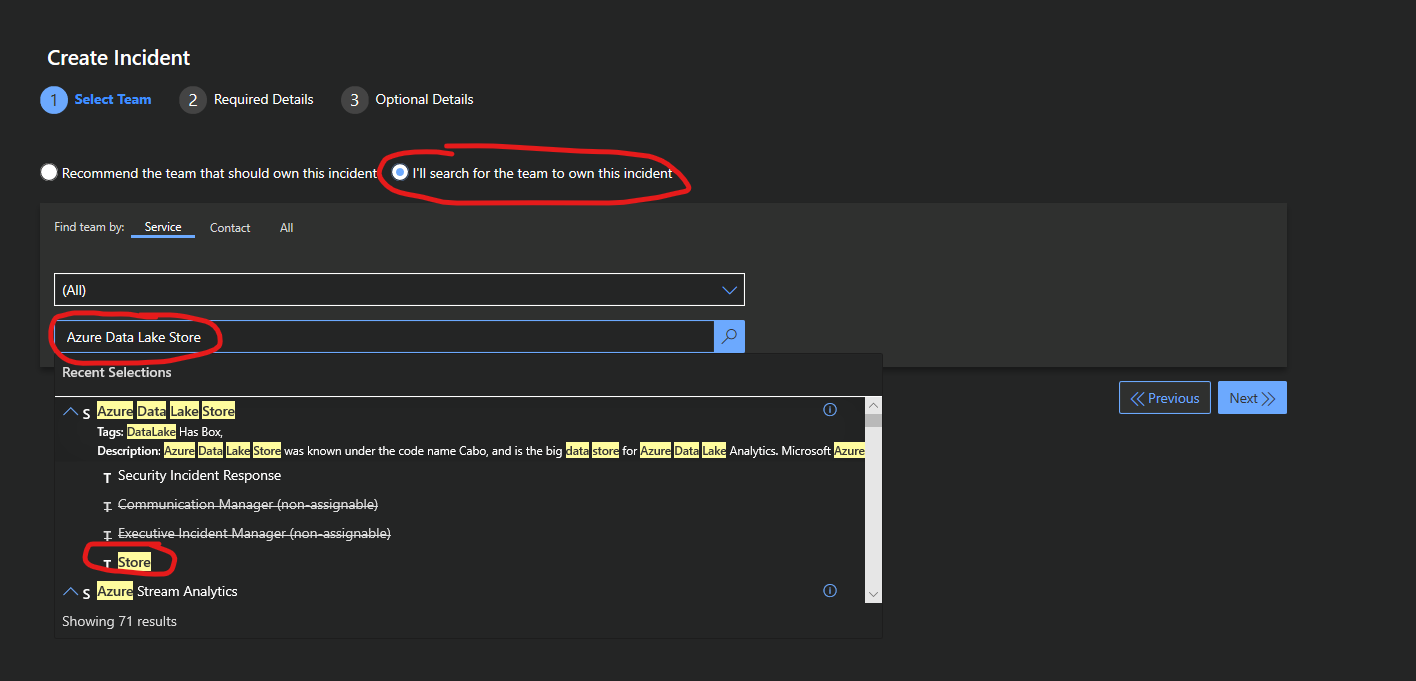 Create Incident
1 Select Team 2 Required Details 3 Optional Details
Recommend the team that should own this incident I'll search for the team to own this incident
Find team by: Service Contact All
(All)
Azure Data Lake Store
Recent Selections
S Azure Data Lake Store
Tags: DataLake Has Box,
Description: Azure Data Lake Store was known under the code name Cabo, and is the big data store for Azure Data Lake Analytics. Microsoft Azure
T Security Incident Response
T Communication Manager (non-assignable)
T Executive Incident Manager (non-assignable)
T Store
S Azure Stream Analytics
Showing 71 results
Previous Next